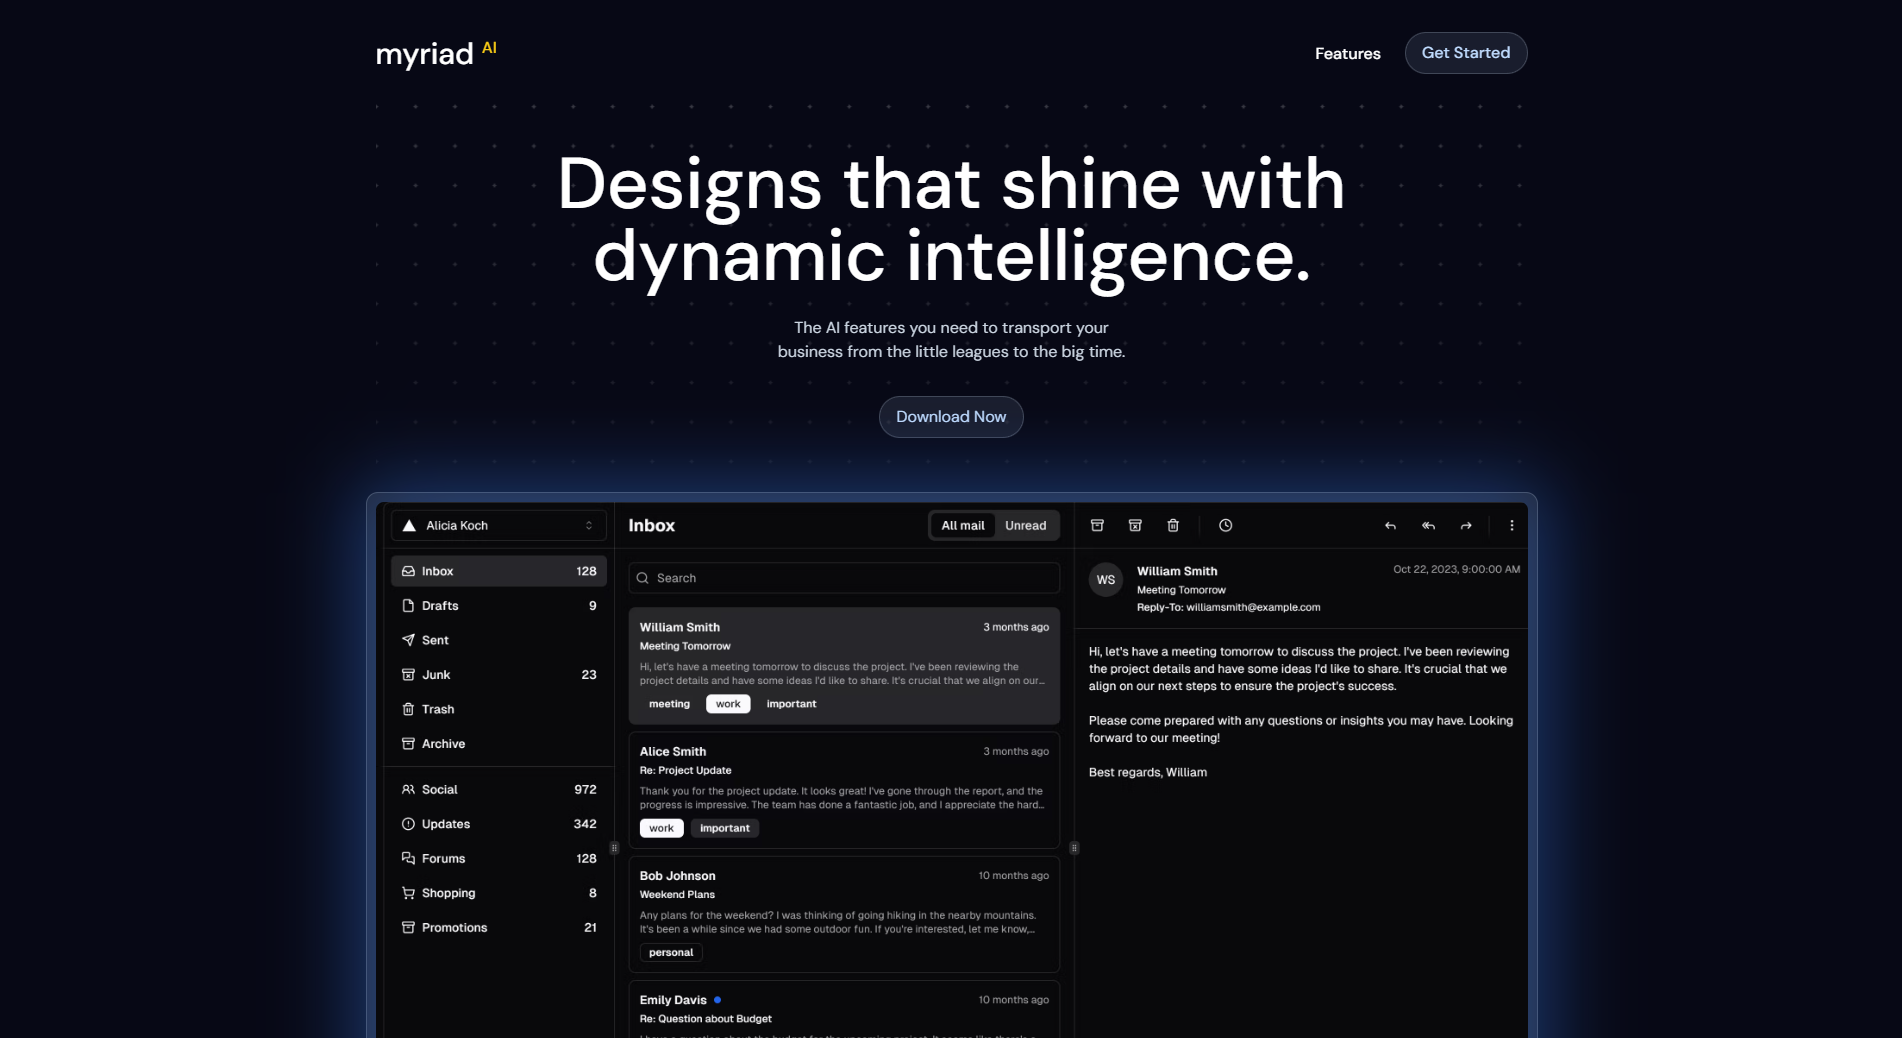 myriad AI
Features
Get Started
Designs that shine with
dynamic intelligence.
The AI features you need to transport your
business from the little leagues to the big time.
Download Now
Alicia Koch
Inbox 128
Drafts 9
Sent
Junk 23
Trash
Archive
Social 972
Updates 342
Forums 128
Shopping 8
Promotions 21
Inbox
All mail
Unread
Search
William Smith 3 months ago
Meeting Tomorrow
Hi, let's have a meeting tomorrow to discuss the project. I've been reviewing the
project details and have some ideas I'd like to share. It's crucial that we align on our...
meeting work important
Alice Smith 3 months ago
Re: Project Update
Thank you for the project update. It looks great! I've gone through the report, and the
progress is impressive. The team has done a fantastic job, and I appreciate the hard...
work important
Bob Johnson 10 months ago
Weekend Plans
Any plans for the weekend? I was thinking of going hiking in the nearby mountains.
It's been a while since we had some outdoor fun. If you're interested, let me know,...
personal
Emily Davis 10 months ago
Re: Question about Budget
WS
William Smith Oct 22, 2023, 9:00:00 AM
Meeting Tomorrow
Reply-To: williamsmith@example.com
Hi, let's have a meeting tomorrow to discuss the project. I've been reviewing
the project details and have some ideas I'd like to share. It's crucial that we
align on our next steps to ensure the project's success.
Please come prepared with any questions or insights you may have. Looking
forward to our meeting!
Best regards, William